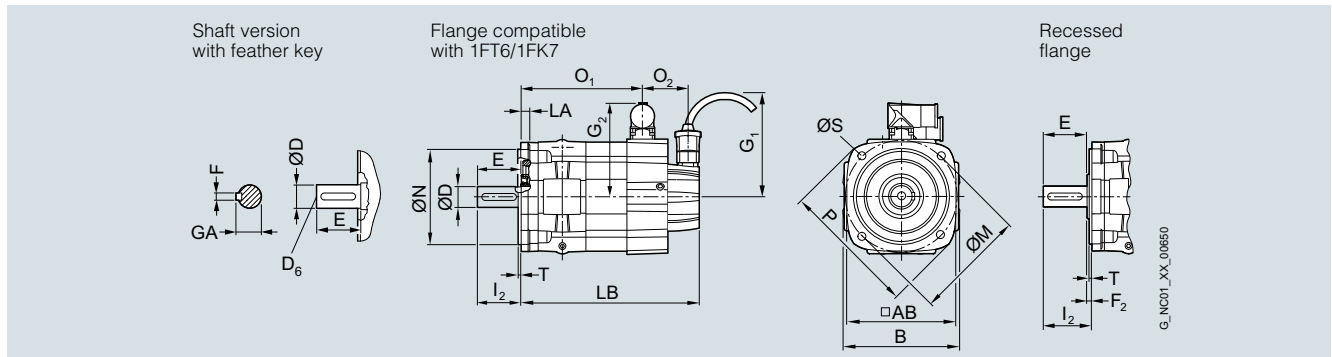 Shaft version
with feather key
Flange compatible
with 1FT6/1FK7
Recessed
flange
O₁
O₂
LA
G₂
G₁
ØS
E
F
ØD
E
ØN
ØD
GA
E
D₆
P
ØM
T
T
I₂
LB
F₂
□AB
I₂
B
G_NC01_XX_00650